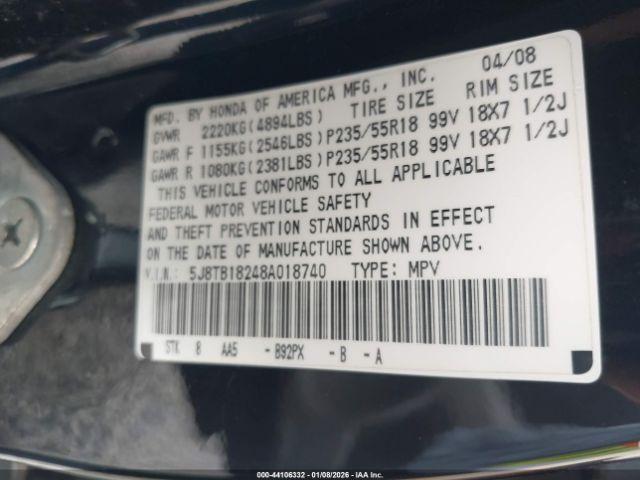 04/08
MFD. BY HONDA OF AMERICA MFG., INC.
GVWR 2220KG(4894LBS) TIRE SIZE RIM SIZE
GAWR F 1155KG(2546LBS)P235/55R18 99V 18X7 1/2J
GAWR R 1080KG(2381LBS)P235/55R18 99V 18X7 1/2J
THIS VEHICLE CONFORMS TO ALL APPLICABLE
FEDERAL MOTOR VEHICLE SAFETY
AND THEFT PREVENTION STANDARDS IN EFFECT
ON THE DATE OF MANUFACTURE SHOWN ABOVE.
V.I.N.: 5J8TB18248A018740 TYPE: MPV
STK 8 AA5 -B92PX -B -A
000-44106332 - 01/08/2026 - IAA Inc.